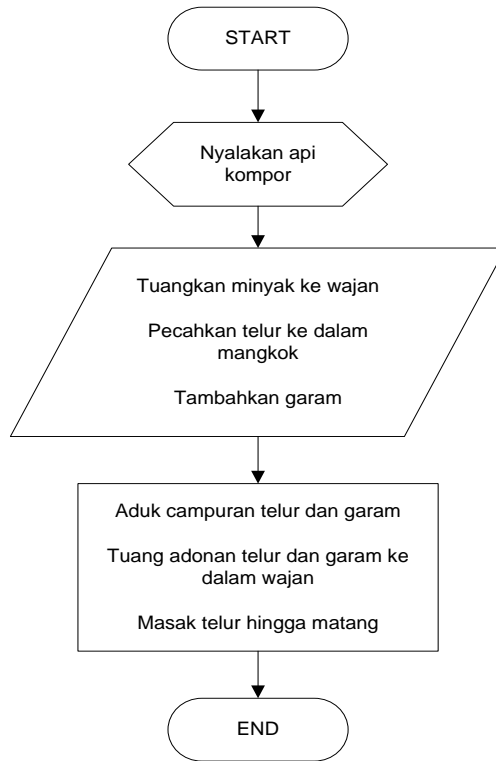 START
Nyalakan api
kompor
Tuangkan minyak ke wajan
Pecahkan telur ke dalam
mangkok
Tambahkan garam
Aduk campuran telur dan garam
Tuang adonan telur dan garam ke
dalam wajan
Masak telur hingga matang
END